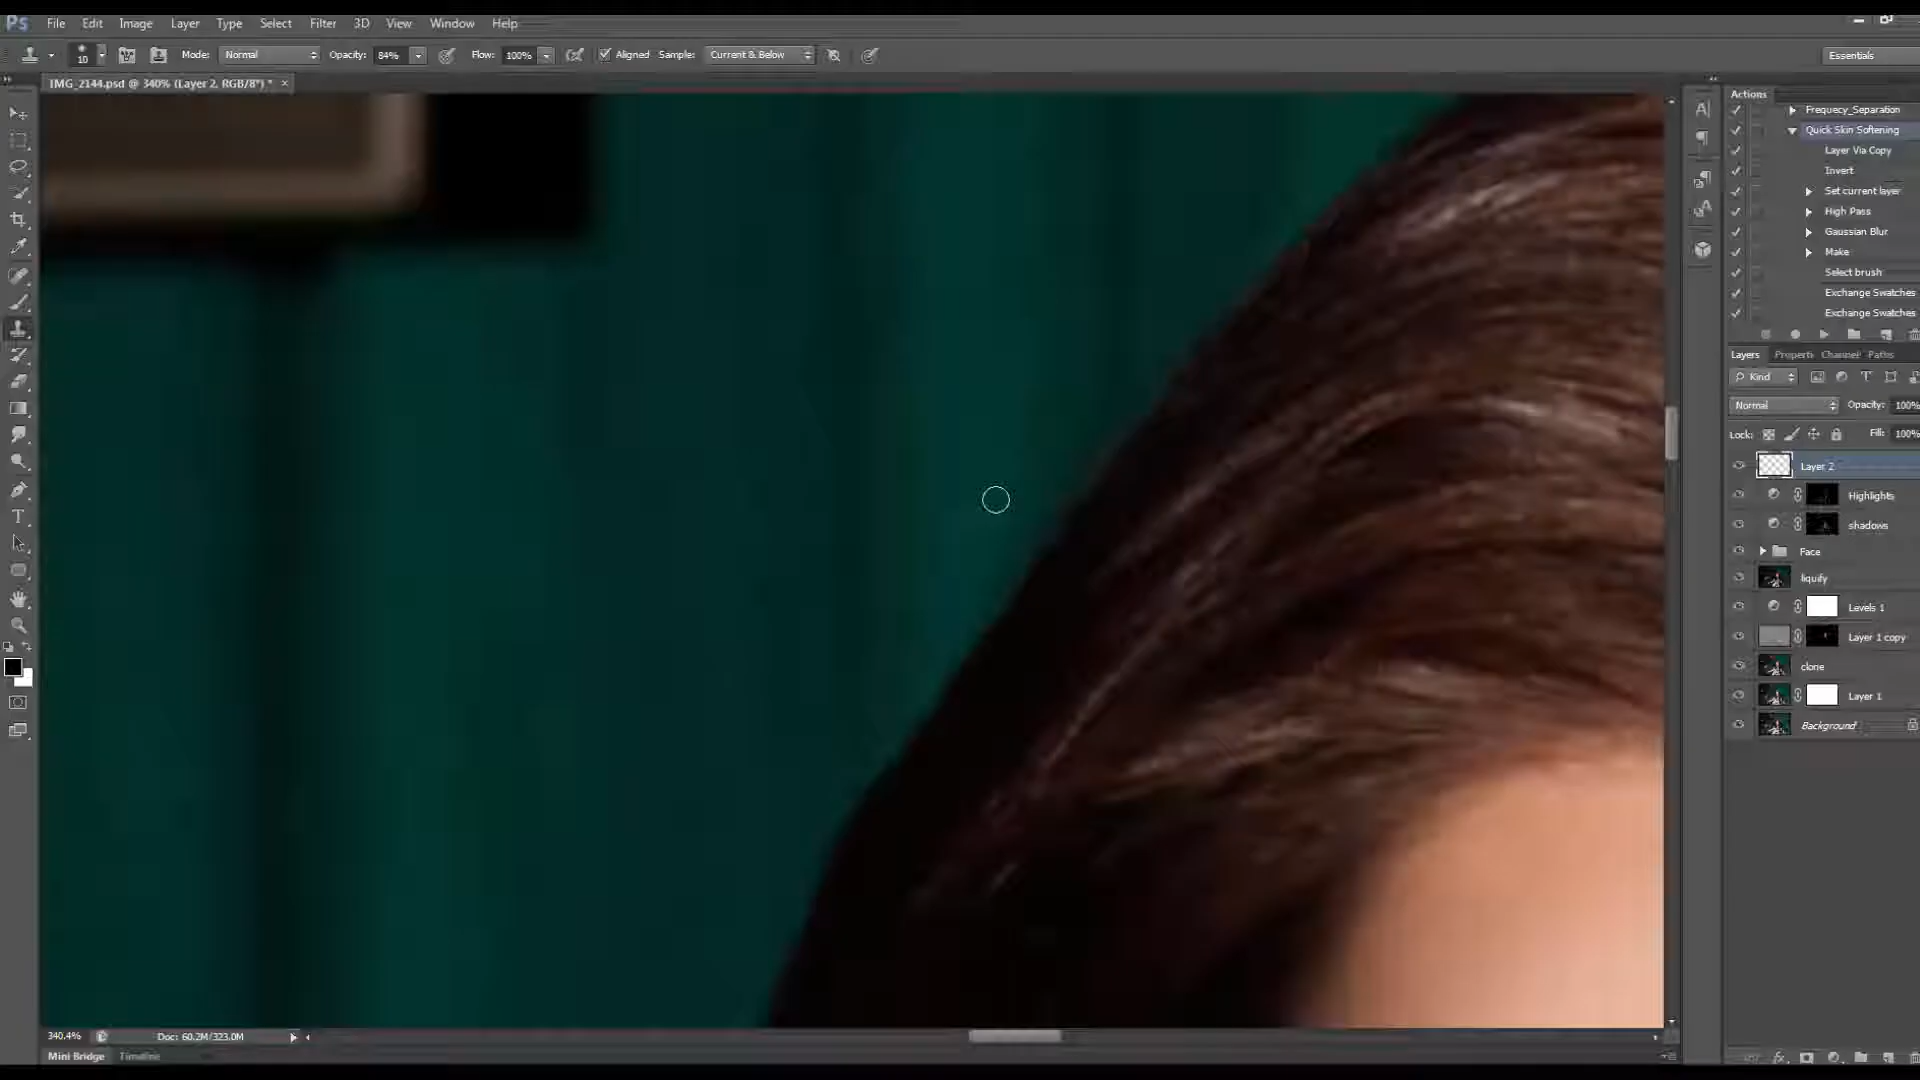 Ps File Edit Image Layer Type Select Filter 3D View Window Help
10 Mode: Normal Opacity: 84% Flow: 100% Aligned Sample: Current & Below Essentials
IMG_2144.psd @ 340% (Layer 2, RGB/8*) * ×
Actions
Frequecy_Separation
Quick Skin Softening
Layer Via Copy
Invert
Set current layer
High Pass
Gaussian Blur
Make
Select brush
Exchange Swatches
Exchange Swatches
Layers Propert Channel Paths
Kind
Normal Opacity: 100%
Lock: Fill: 100%
Layer 2
Highlights
shadows
Face
liquify
Levels 1
Layer 1 copy
clone
Layer 1
Background
340.4% Doc: 60.2M/323.0M
Mini Bridge Timeline